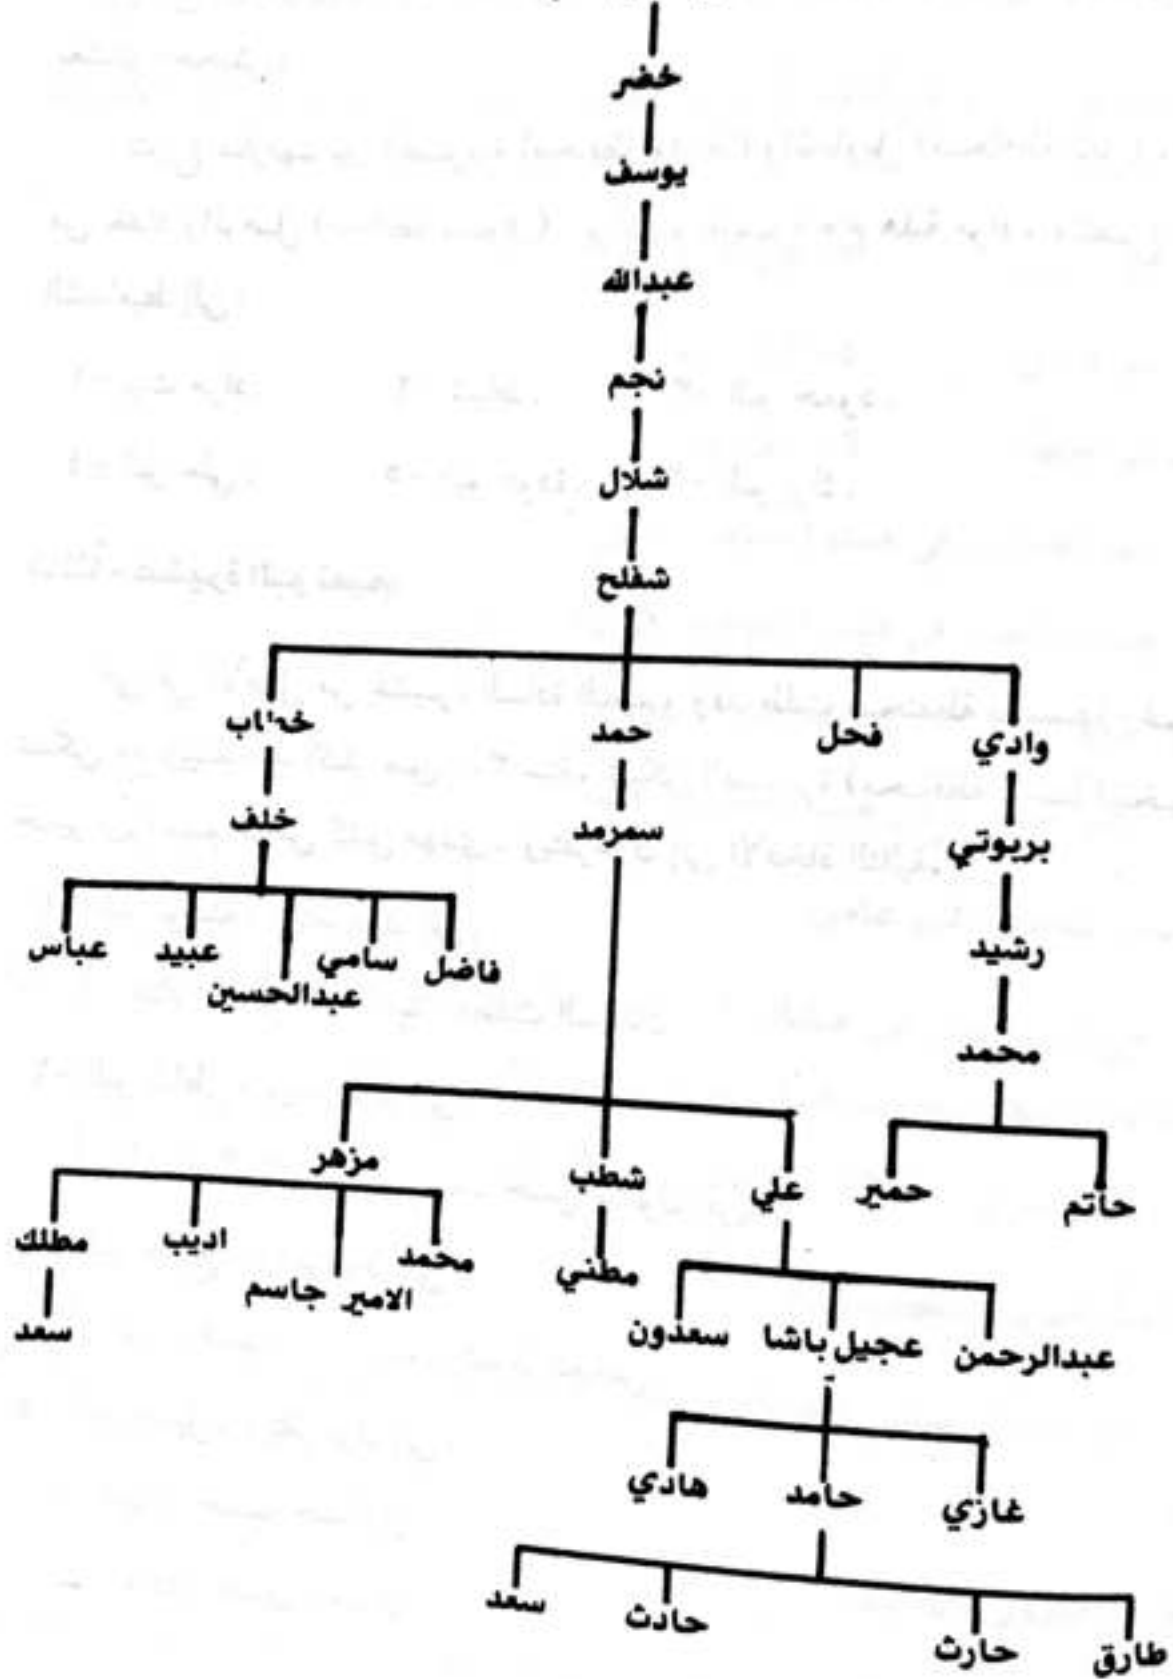 خضر
يوسف
عبدالله
نجم
شلال
شفلح
وادي فحل حمد خطاب
بربوتي سمرمد خلف
رشيد فاضل سامي عبدالحسين عبيد عباس
محمد
حاتم حمير علي شطب مزهر
مطني محمد الامير جاسم اديب مطلك
عبدالرحمن عجيل باشا سعدون سعد
غازي حامد هادي
طارق حارث حادث سعد